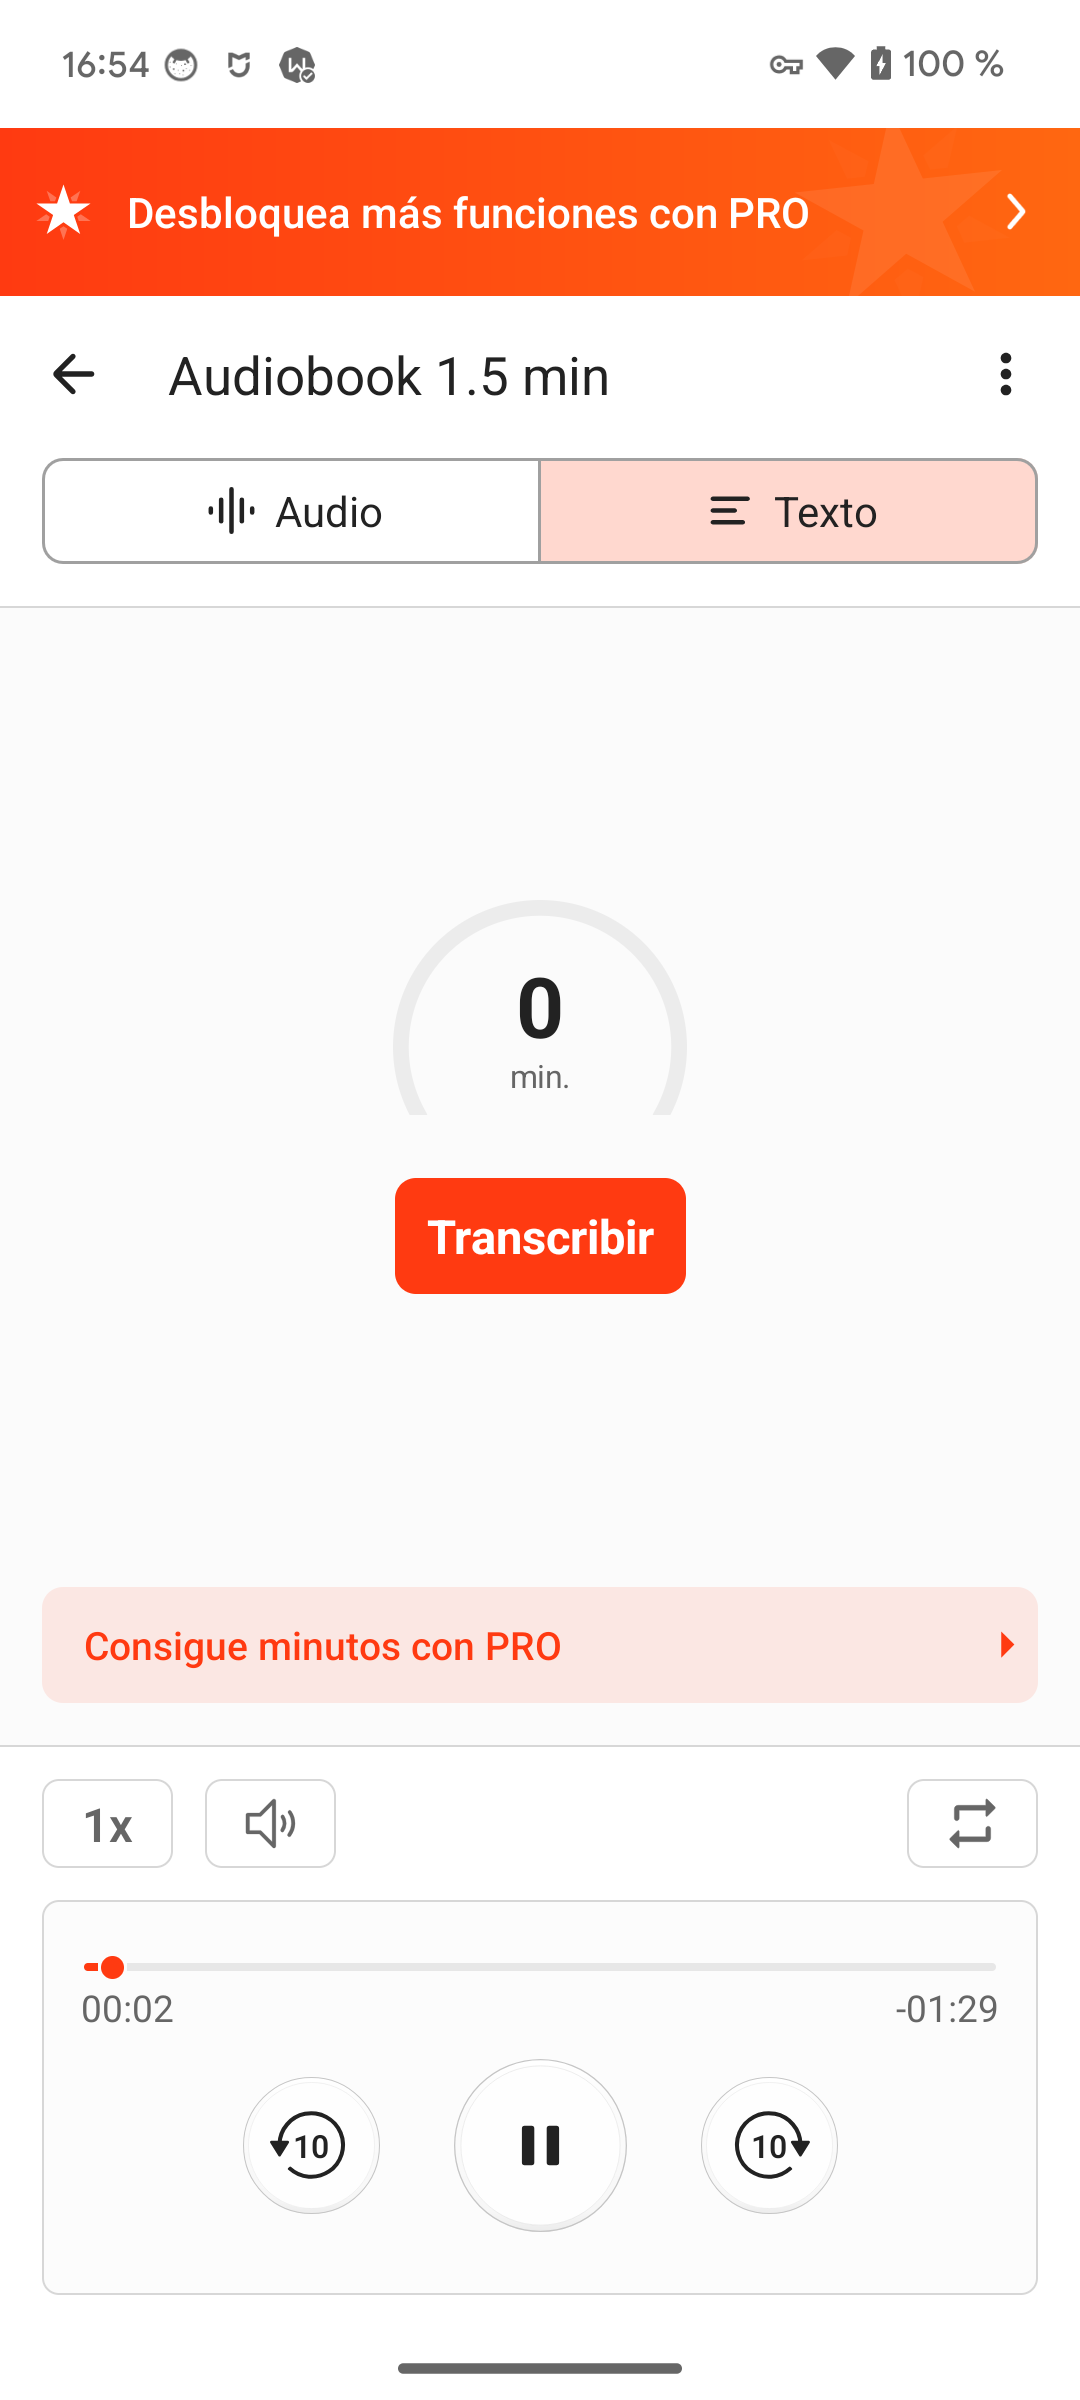 16:54
100 %
Desbloquea más funciones con PRO
Audiobook 1.5 min
Audio
Texto
0
min.
Transcribir
Consigue minutos con PRO
1x
00:02
-01:29
10
10